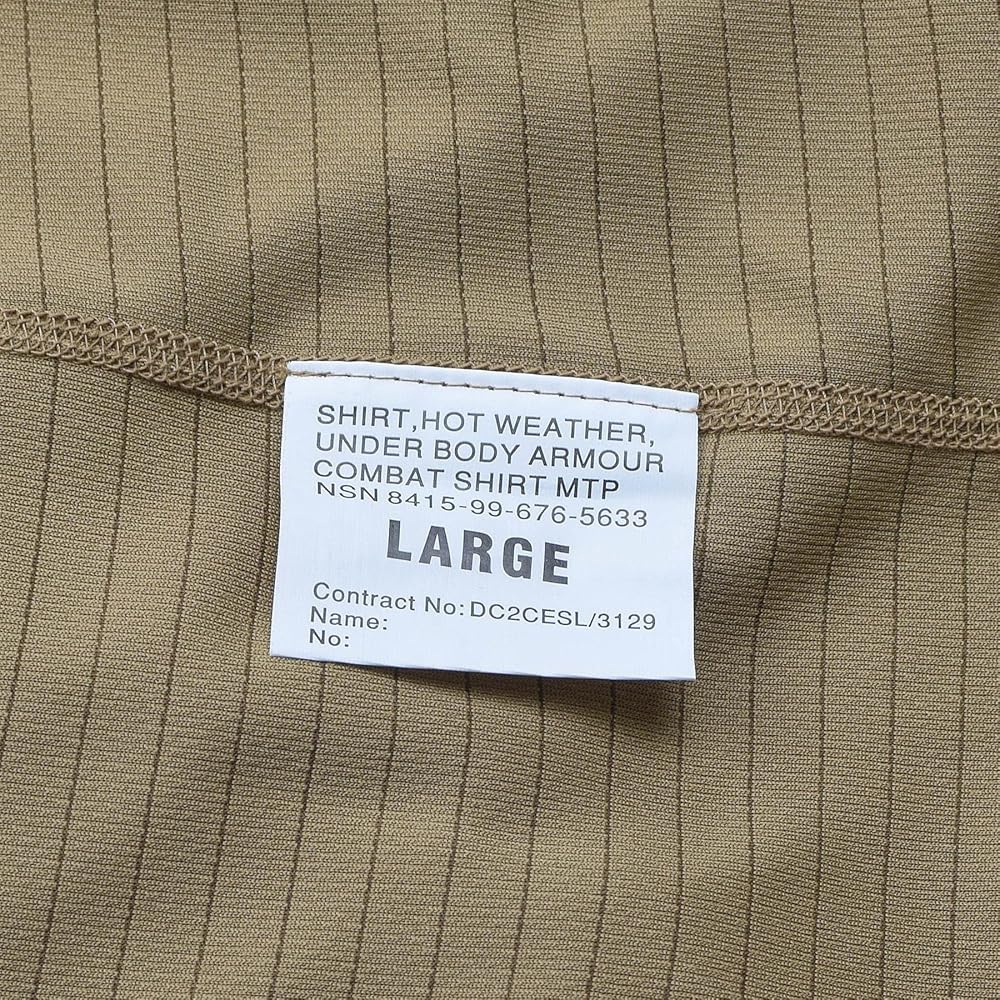 SHIRT,HOT WEATHER,
UNDER BODY ARMOUR
COMBAT SHIRT MTP
NSN 8415-99-676-5633
LARGE
Contract No: DC2CESL/3129
Name:
No: